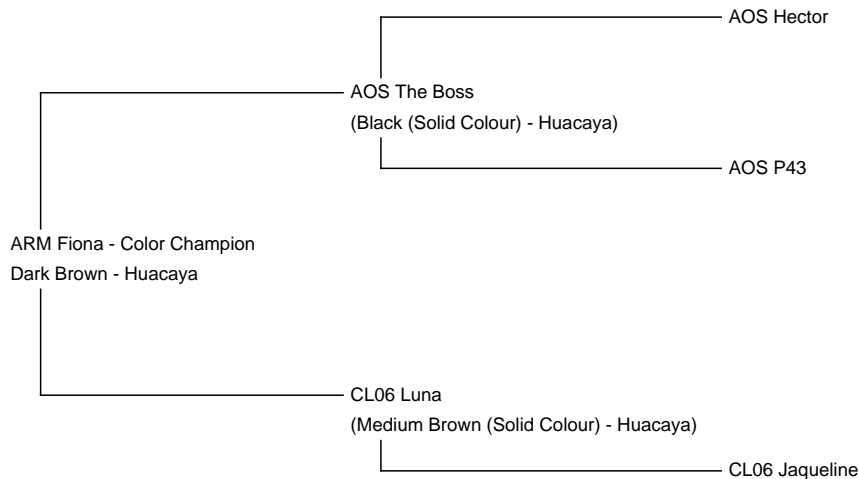 AOS Hector
AOS The Boss
(Black (Solid Colour) - Huacaya)
AOS P43
ARM Fiona - Color Champion
Dark Brown - Huacaya
CL06 Luna
(Medium Brown (Solid Colour) - Huacaya)
CL06 Jaqueline